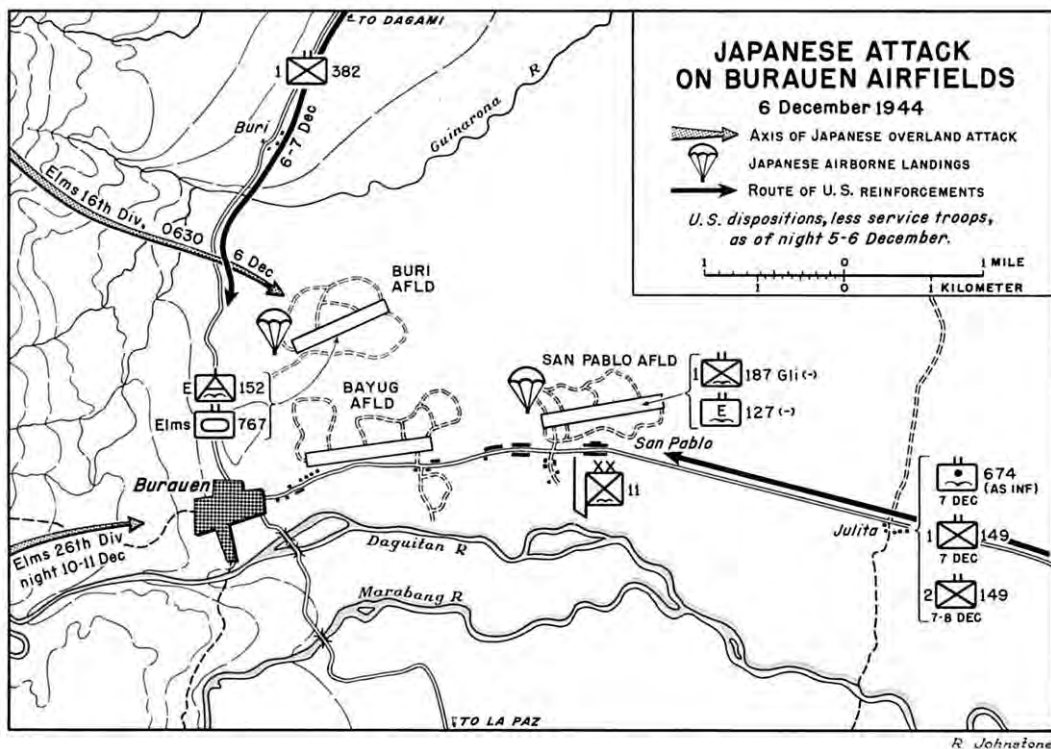 TO DAGAMI
1 382
Buri
6-7 Dec
Guinarona R
JAPANESE ATTACK
ON BURAUEN AIRFIELDS
6 December 1944
AXIS OF JAPANESE OVERLAND ATTACK
JAPANESE AIRBORNE LANDINGS
ROUTE OF U.S. REINFORCEMENTS
U.S. dispositions, less service troops,
as of night 5-6 December.
1 0 1 MILE
1 0 1
KILOMETER
Elms 16th Div, 0630
6 Dec
BURI
AFLD
E 152
Elms 767
BAYUG
AFLD
SAN PABLO AFLD
1 187 Gli (-)
E 127 (-)
San Pablo
11
Burauen
Elms 26th Div
night 10-11 Dec
Daguitan R
Marabang R
Julita
674
(AS INF)
7 DEC
1 149
7 DEC
2 149
7-8 DEC
TO LA PAZ
R. Johnstone